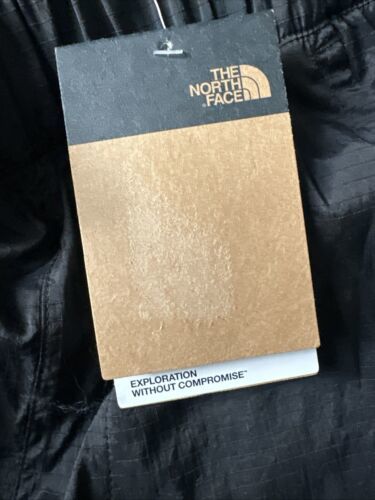 THE
NORTH
FACE
EXPLORATION
WITHOUT COMPROMISE™